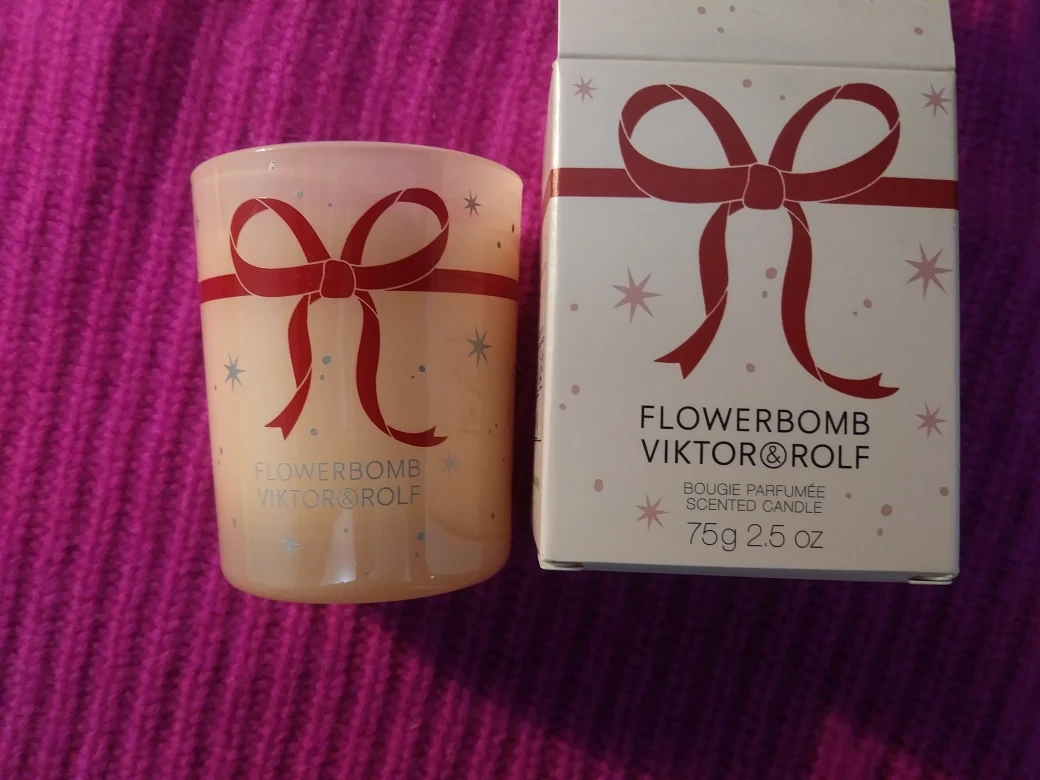 FLOWERBOMB
VIKTOR&ROLF
FLOWERBOMB
VIKTOR&ROLF
BOUGIE PARFUMÉE
SCENTED CANDLE
75g 2.5 oz